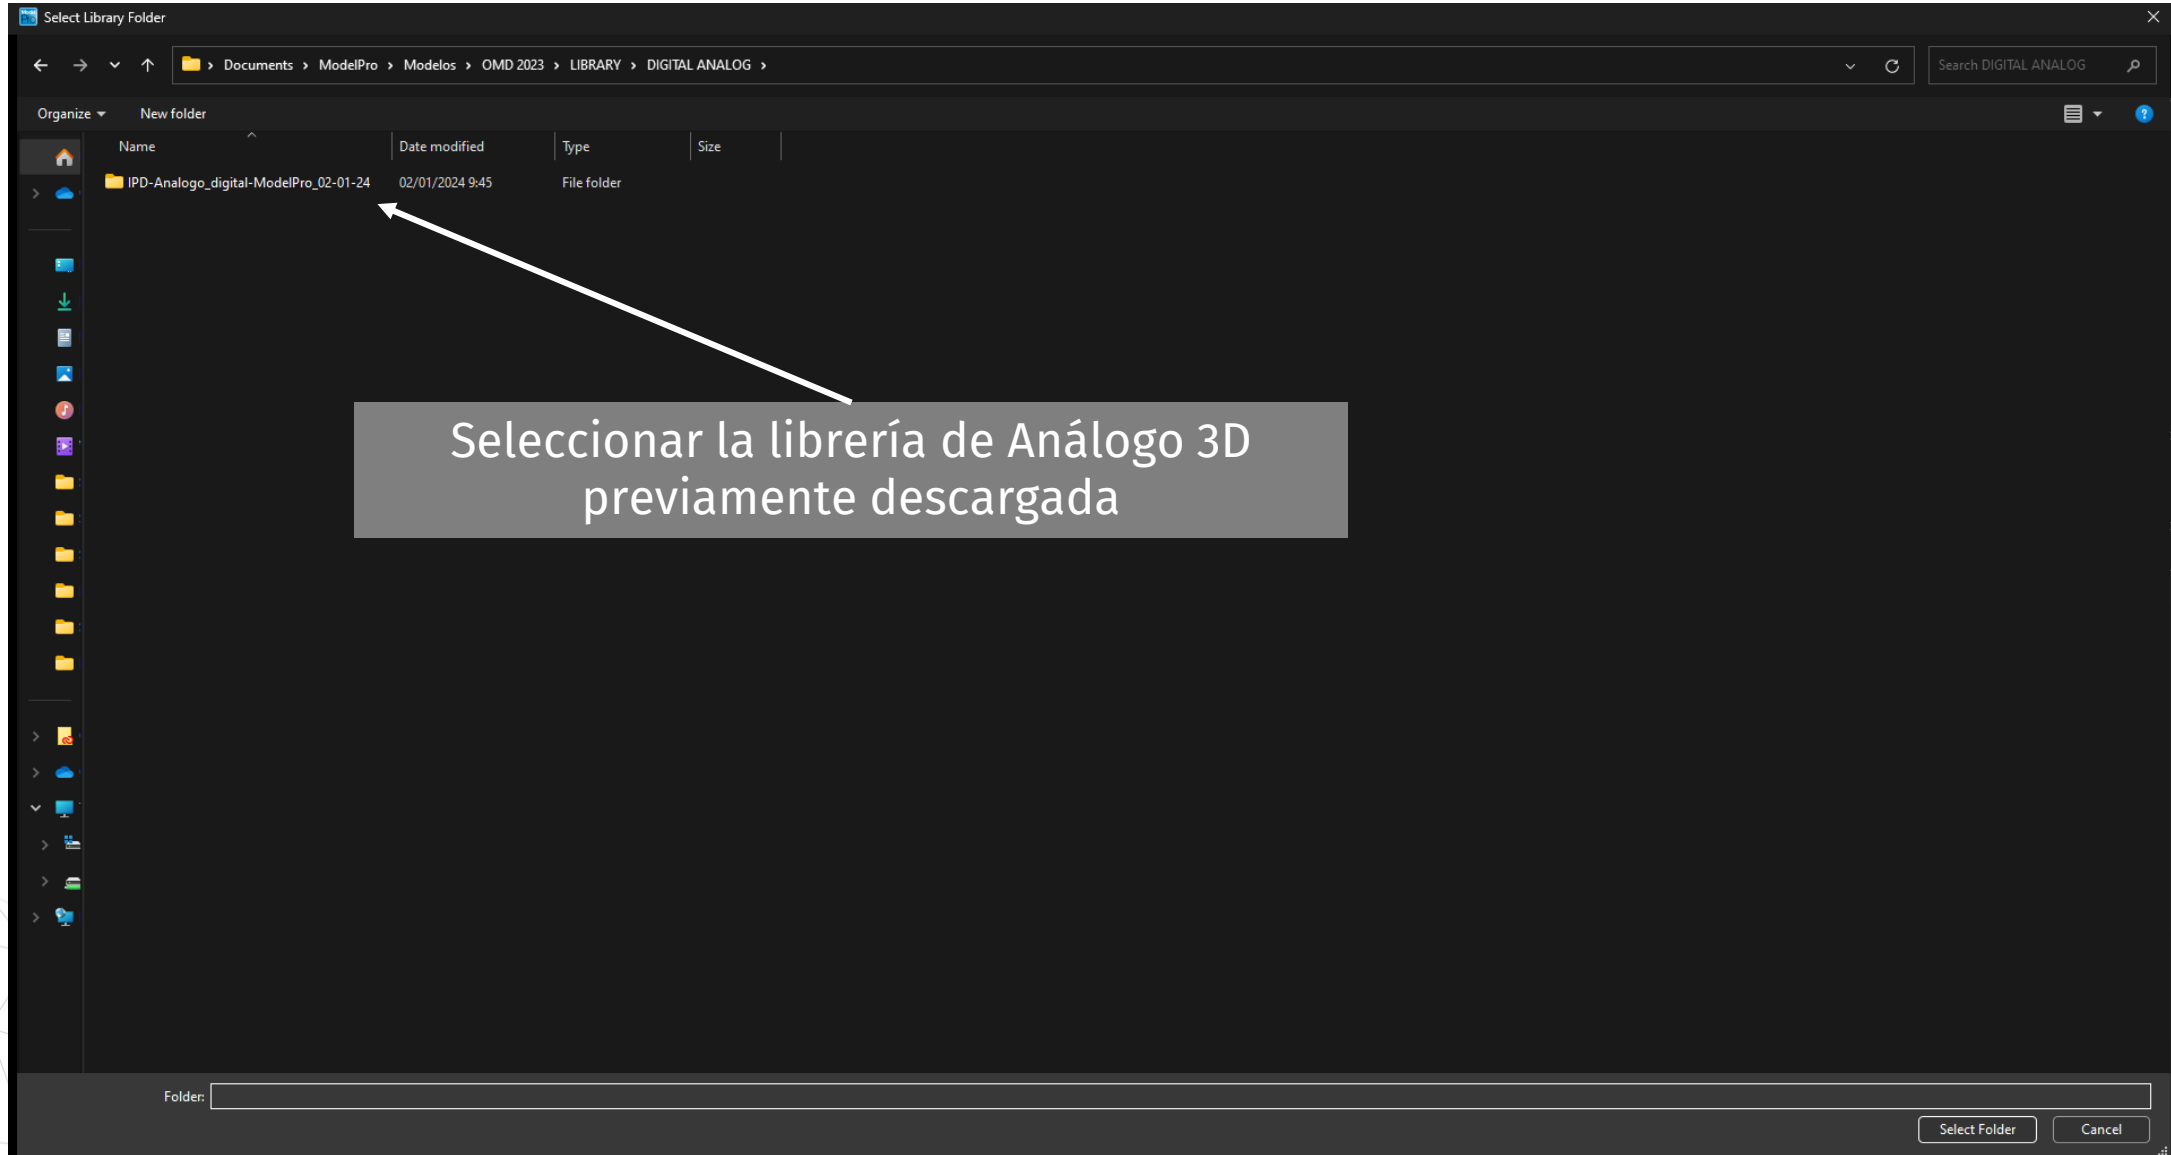 Select Library Folder
Documents > ModelPro > Modelos > OMD 2023 > LIBRARY > DIGITAL ANALOG >
Search DIGITAL ANALOG
Organize
New folder
Name Date modified Type Size
IPD-Analogo_digital-ModelPro_02-01-24 02/01/2024 9:45 File folder
Seleccionar la librería de Análogo 3D
previamente descargada
Folder:
Select Folder
Cancel